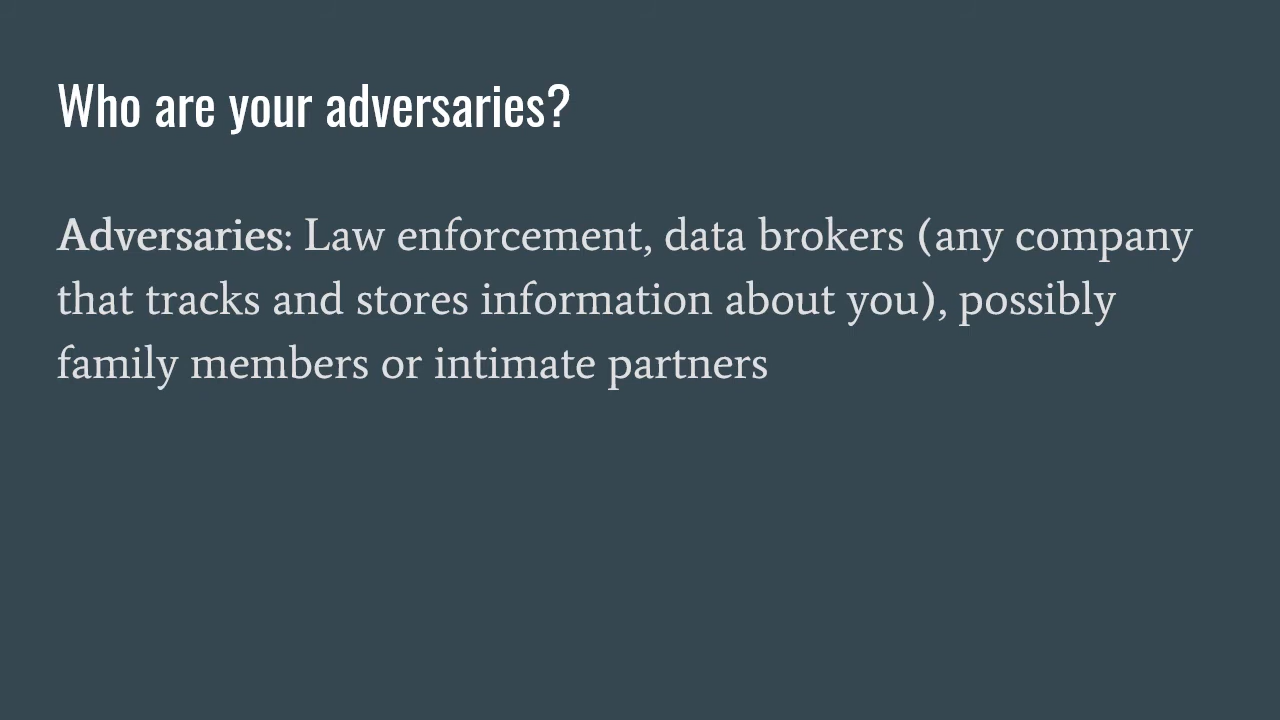 Who are your adversaries?
Adversaries: Law enforcement, data brokers (any company
that tracks and stores information about you), possibly
family members or intimate partners